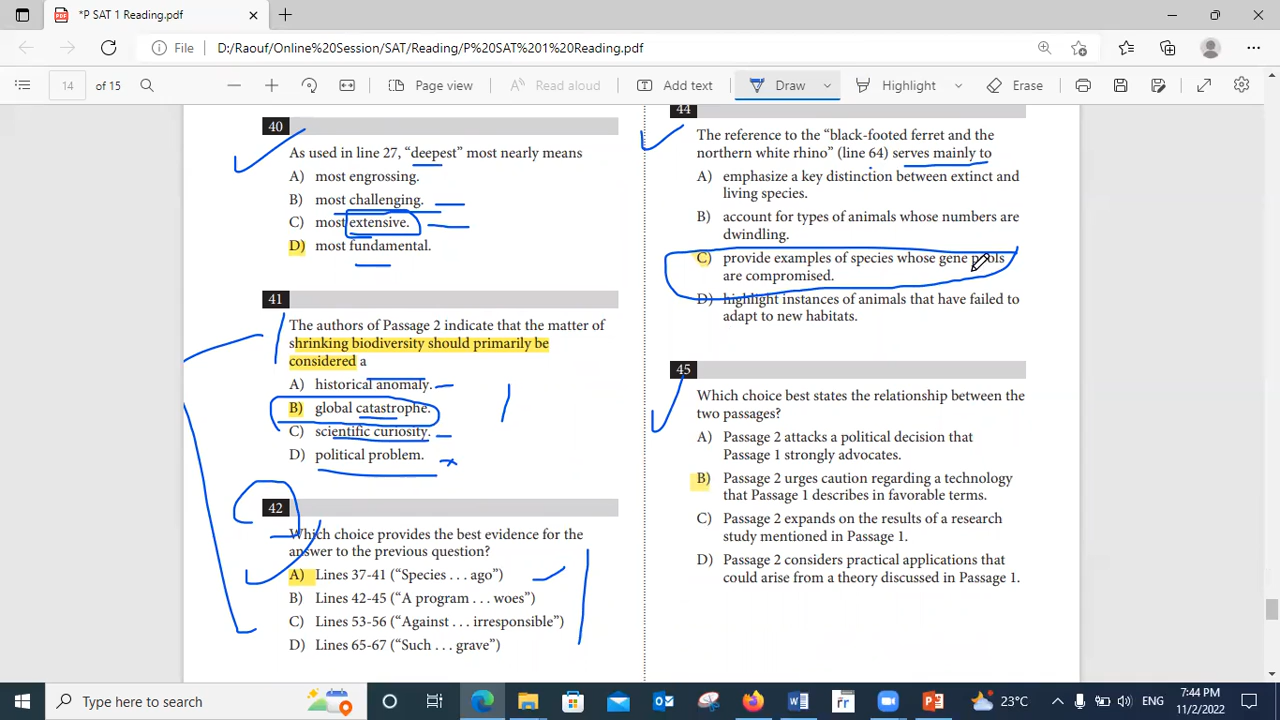 *P SAT 1 Reading.pdf
File
D:/Raouf/Online%20Session/SAT/Reading/P%20SAT%201%20Reading.pdf
14 of 15
Page view
Read aloud
Add text
Draw
Highlight
Erase
40
As used in line 27, “deepest” most nearly means
A) most engrossing.
B) most challenging.
C) most extensive.
D) most fundamental.
41
The authors of Passage 2 indicate that the matter of
shrinking biodiversity should primarily be
considered a
A) historical anomaly.
B) global catastrophe.
C) scientific curiosity.
D) political problem.
42
Which choice provides the best evidence for the
answer to the previous question?
A) Lines 37-41 (“Species . . . ago”)
B) Lines 42-45 (“A program . . . woes”)
C) Lines 53-56 (“Against . . . irresponsible”)
D) Lines 65-67 (“Such . . . grave”)
44
The reference to the “black-footed ferret and the
northern white rhino” (line 64) serves mainly to
A) emphasize a key distinction between extinct and
living species.
B) account for types of animals whose numbers are
dwindling.
C) provide examples of species whose gene pools
are compromised.
D) highlight instances of animals that have failed to
adapt to new habitats.
45
Which choice best states the relationship between the
two passages?
A) Passage 2 attacks a political decision that
Passage 1 strongly advocates.
B) Passage 2 urges caution regarding a technology
that Passage 1 describes in favorable terms.
C) Passage 2 expands on the results of a research
study mentioned in Passage 1.
D) Passage 2 considers practical applications that
could arise from a theory discussed in Passage 1.
Type here to search
23°C
ENG
7:44 PM
11/2/2022